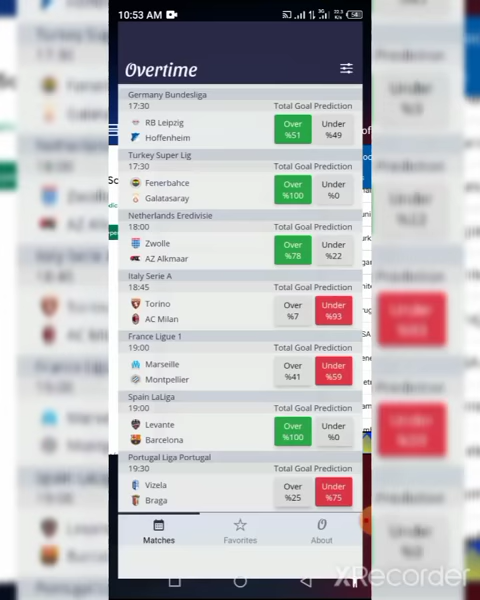 10:53 AM
Overtime
Germany Bundesliga
17:30 Total Goal Prediction
RB Leipzig
Hoffenheim
Over %51
Under %49
Turkey Super Lig
17:30 Total Goal Prediction
Fenerbahce
Galatasaray
Over %100
Under %0
Netherlands Eredivisie
18:00 Total Goal Prediction
Zwolle
AZ Alkmaar
Over %78
Under %22
Italy Serie A
18:45 Total Goal Prediction
Torino
AC Milan
Over %7
Under %93
France Ligue 1
19:00 Total Goal Prediction
Marseille
Montpellier
Over %41
Under %59
Spain LaLiga
19:00 Total Goal Prediction
Levante
Barcelona
Over %100
Under %0
Portugal Liga Portugal
19:30 Total Goal Prediction
Vizela
Braga
Over %25
Under %75
Matches Favorites About
XRecorder